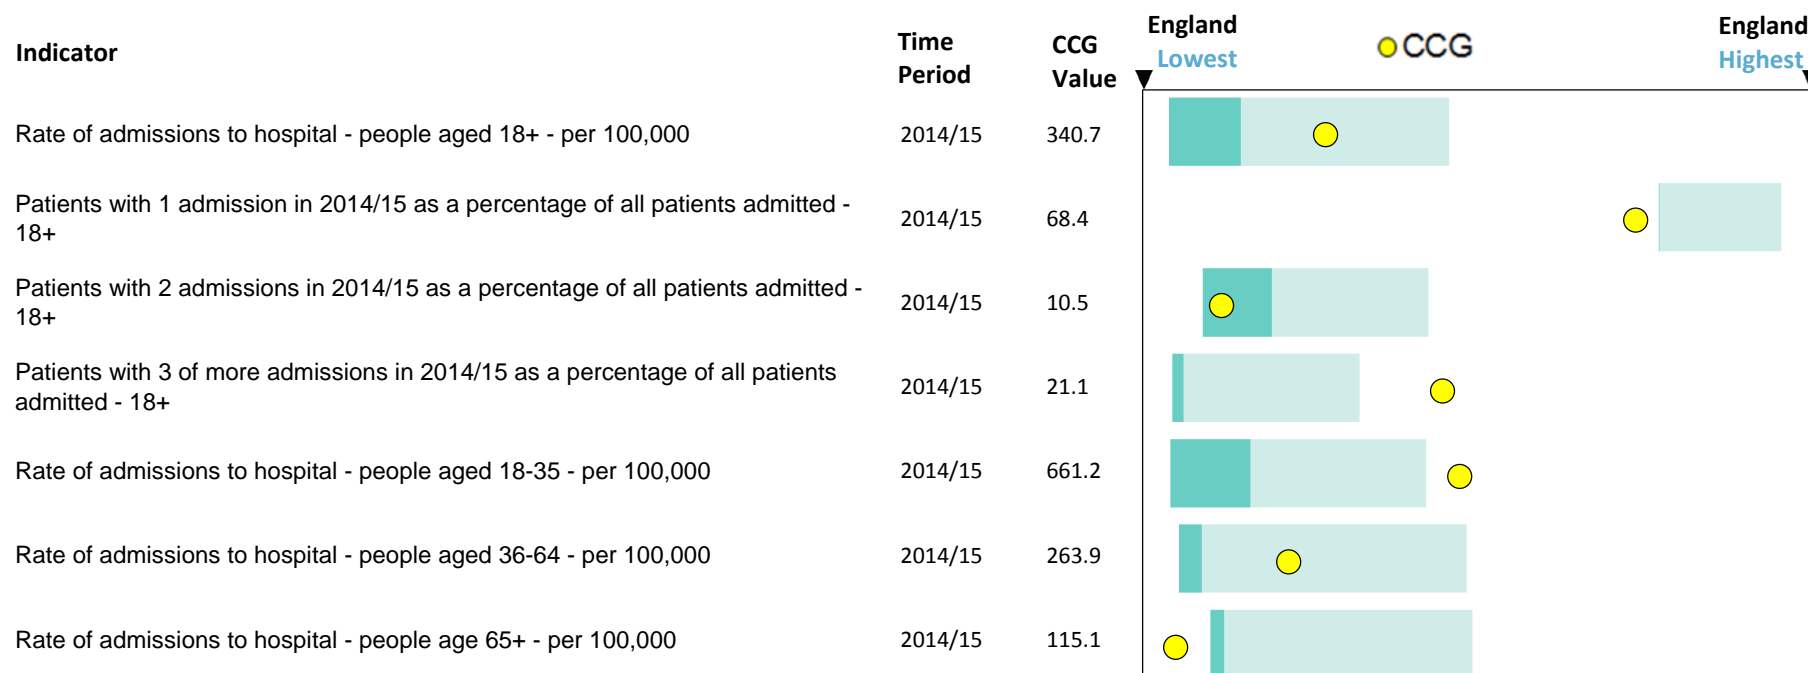 Indicator
Time Period
CCG Value
England Lowest
CCG
England Highest
Rate of admissions to hospital - people aged 18+ - per 100,000 2014/15 340.7
Patients with 1 admission in 2014/15 as a percentage of all patients admitted -
18+ 2014/15 68.4
Patients with 2 admissions in 2014/15 as a percentage of all patients admitted -
18+ 2014/15 10.5
Patients with 3 of more admissions in 2014/15 as a percentage of all patients
admitted - 18+ 2014/15 21.1
Rate of admissions to hospital - people aged 18-35 - per 100,000 2014/15 661.2
Rate of admissions to hospital - people aged 36-64 - per 100,000 2014/15 263.9
Rate of admissions to hospital - people age 65+ - per 100,000 2014/15 115.1